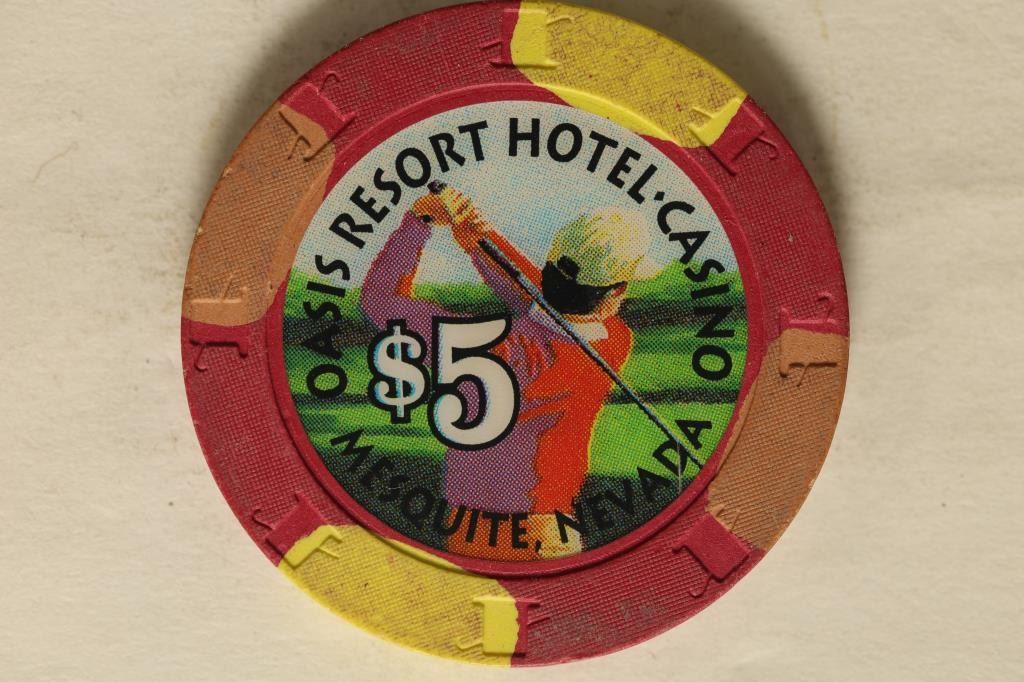 OASIS RESORT HOTEL·CASINO
$5
MESQUITE, NEVADA